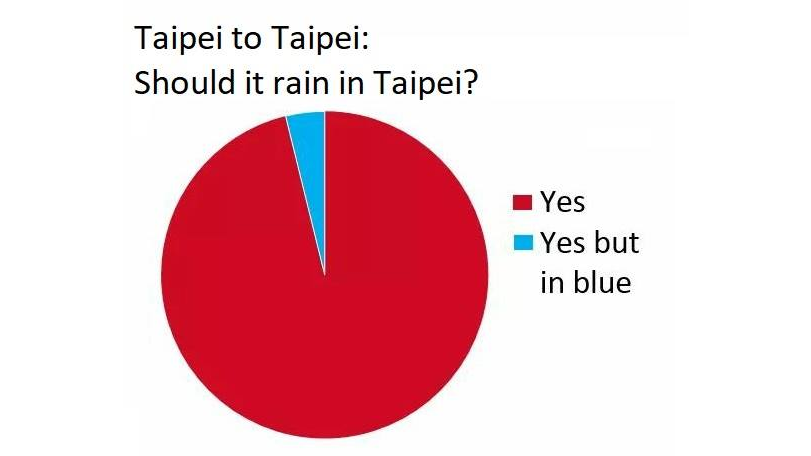 Taipei to Taipei:
Should it rain in Taipei?
Yes
Yes but
in blue